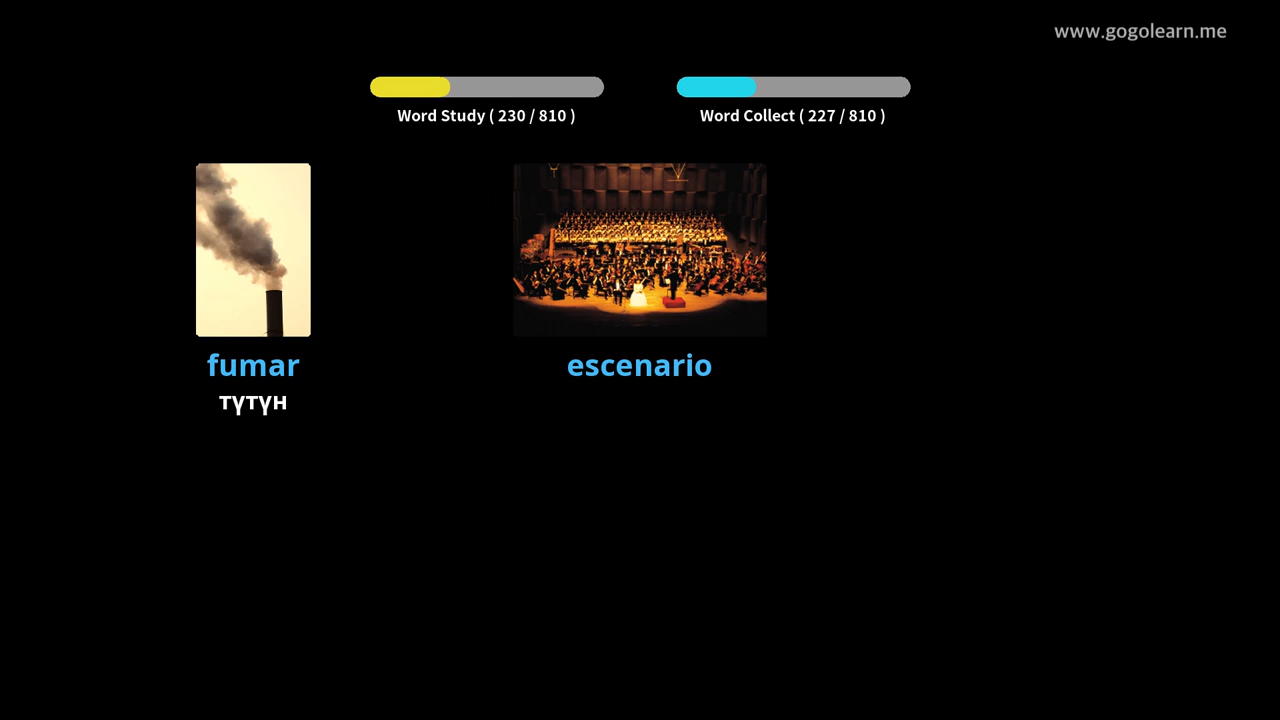 www.gogolearn.me
Word Study ( 230 / 810 )
Word Collect ( 227 / 810 )
fumar
түтүн
escenario